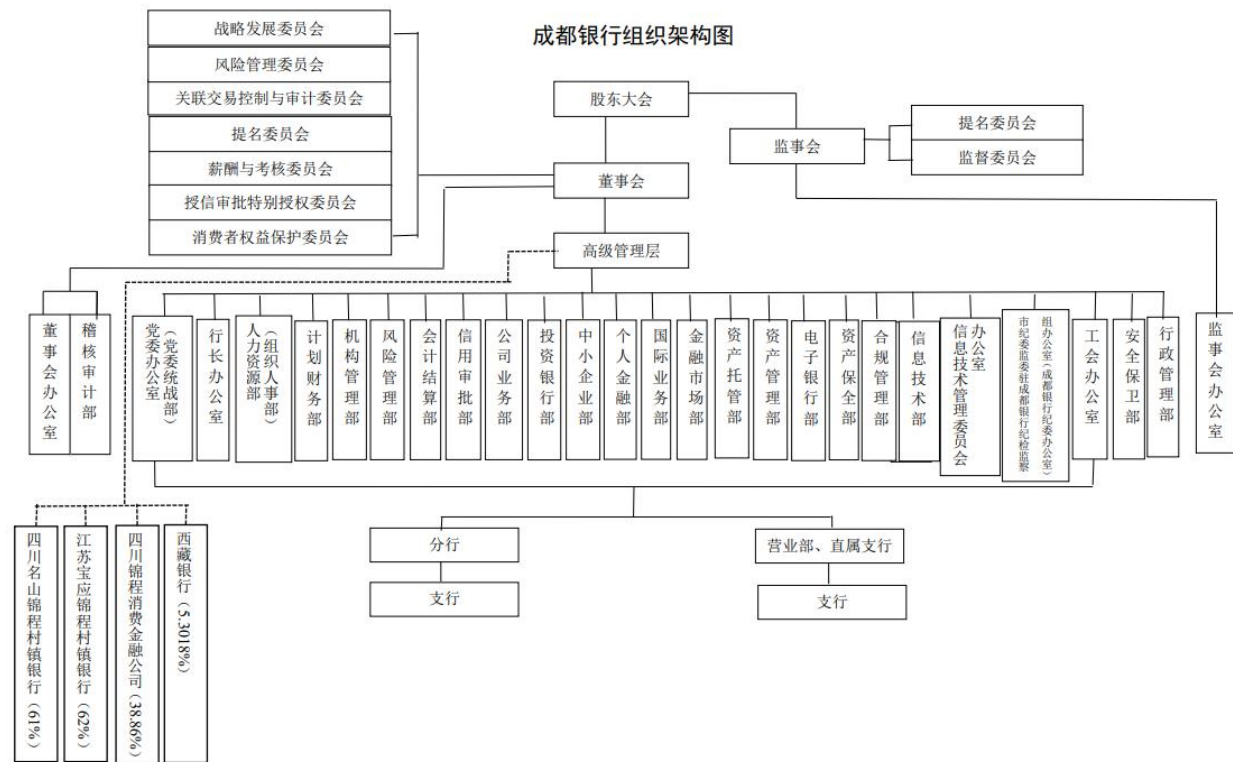 成都银行组织架构图
战略发展委员会
风险管理委员会
关联交易控制与审计委员会
提名委员会
薪酬与考核委员会
授信审批特别授权委员会
消费者权益保护委员会
股东大会
监事会
提名委员会
监督委员会
董事会
高级管理层
董事会办公室
稽核审计部
党委办公室
（党委统战部）
行长办公室
人力资源部
（组织人事部）
计划财务部
机构管理部
风险管理部
会计结算部
信用审批部
公司业务部
投资银行部
中小企业部
个人金融部
国际业务部
金融市场部
资产托管部
资产管理部
电子银行部
资产保全部
合规管理部
信息技术部
信息技术管理委员会
办公室
市纪委监委驻成都银行纪检监察
组办公室（成都银行纪委办公室）
工会办公室
安全保卫部
行政管理部
监事会办公室
分行
支行
营业部、直属支行
支行
四川名山锦程村镇银行（61%）
江苏宝应锦程村镇银行（62%）
四川锦程消费金融公司（38.86%）
西藏银行（5.3018%）